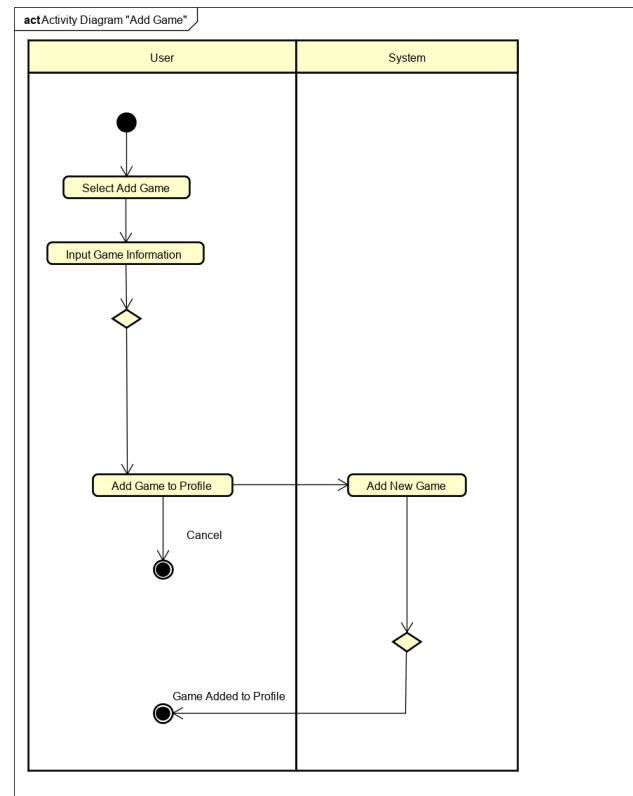 act Activity Diagram "Add Game"
User
System
Select Add Game
Input Game Information
Add Game to Profile
Add New Game
Cancel
Game Added to Profile